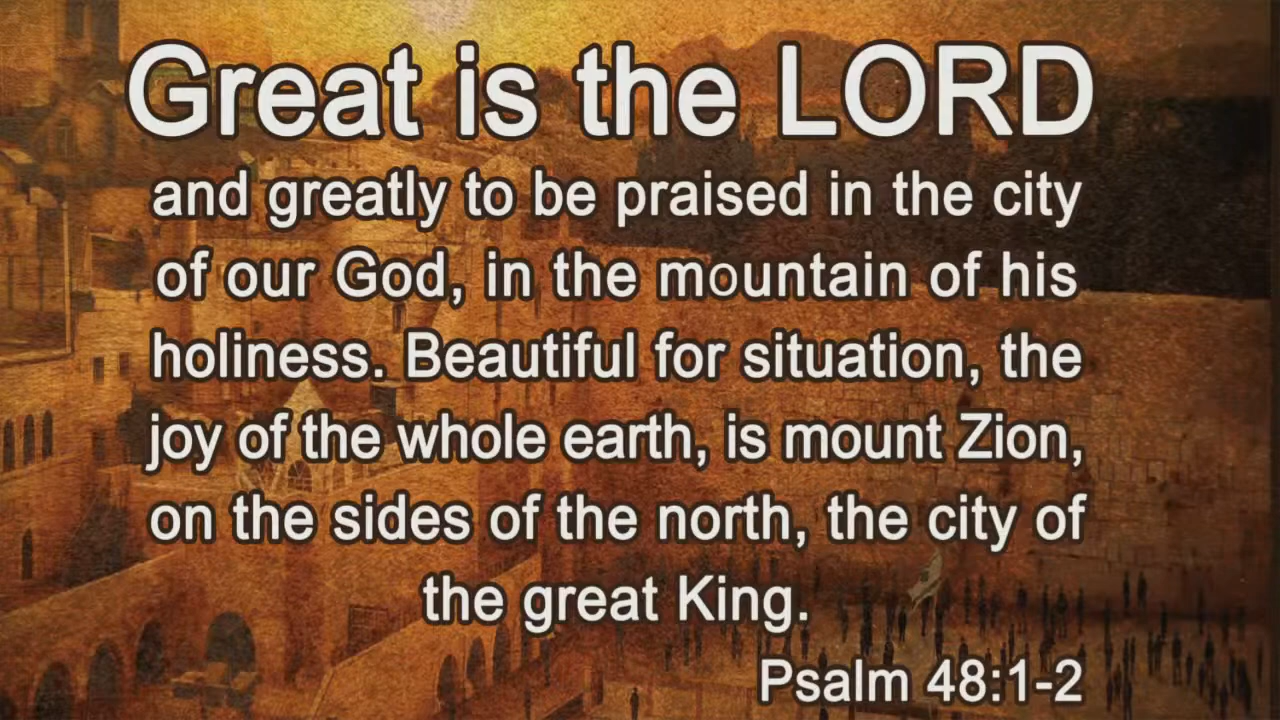 Great is the LORD
and greatly to be praised in the city
of our God, in the mountain of his
holiness. Beautiful for situation, the
joy of the whole earth, is mount Zion,
on the sides of the north, the city of
the great King.
Psalm 48:1-2